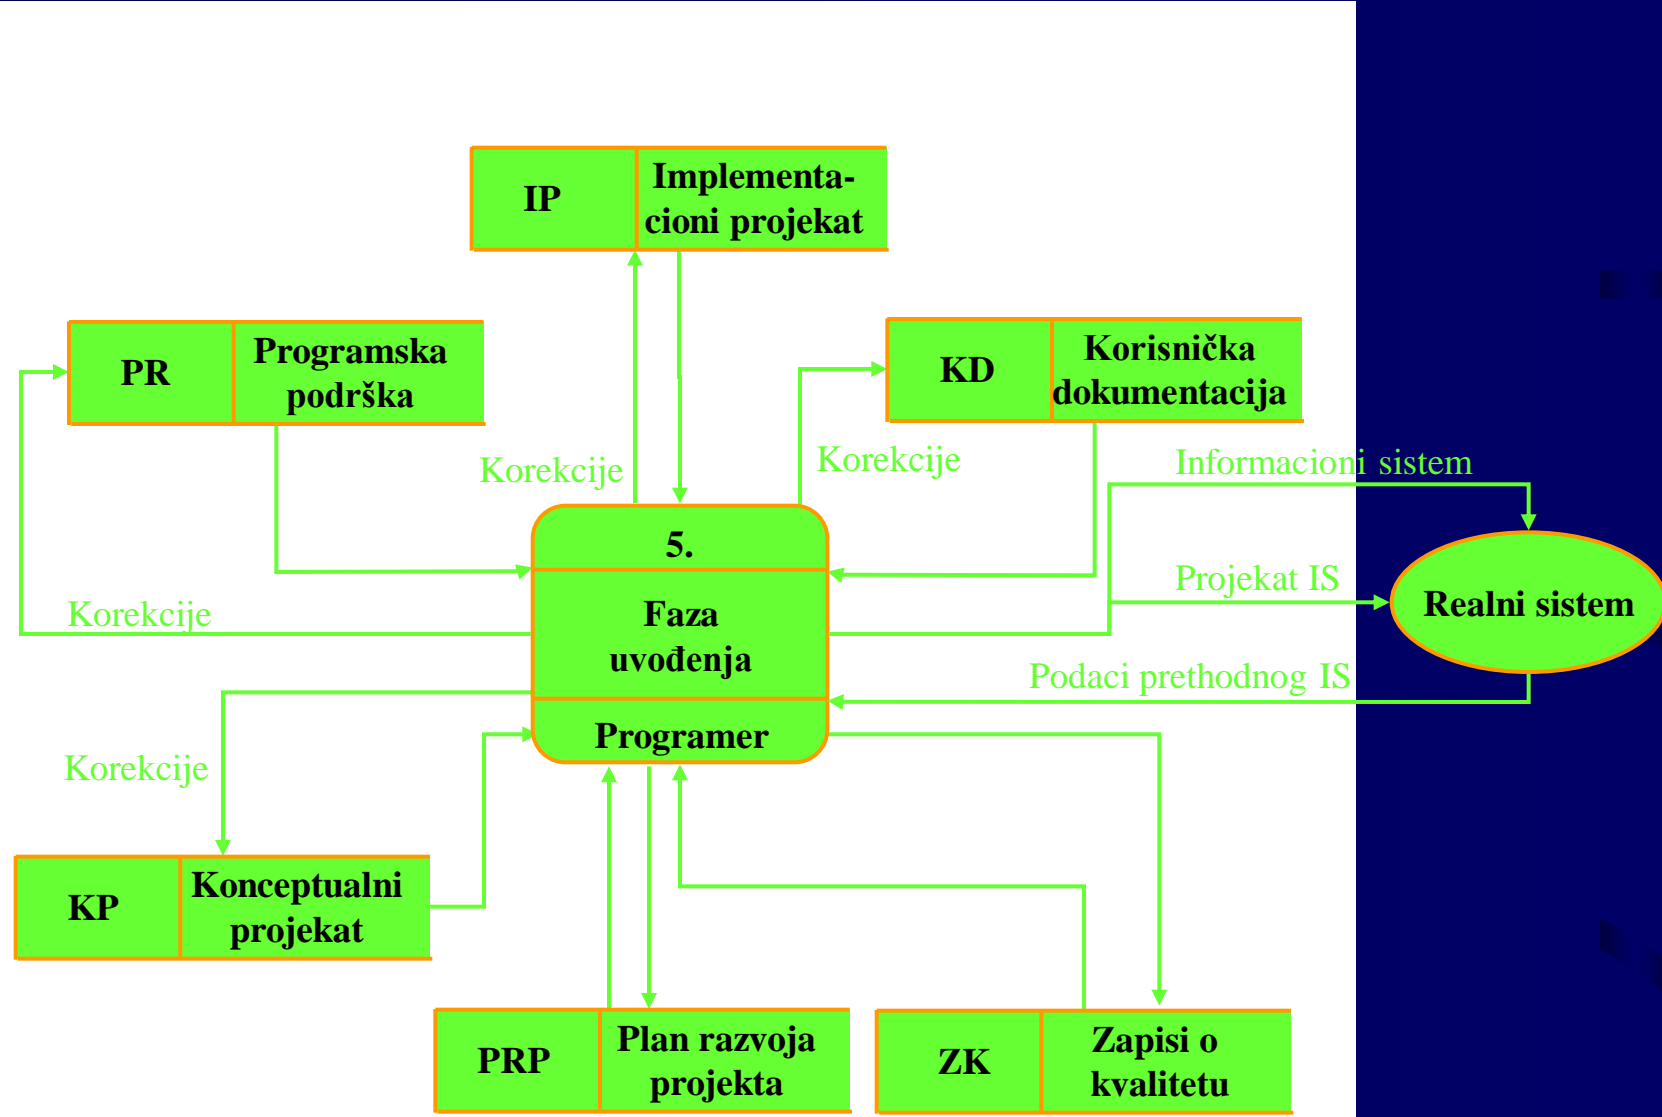 IP
Implementa-
cioni projekat
PR
Programska
podrška
KD
Korisnička
dokumentacija
Korekcije
Korekcije
Informacioni sistem
5.
Faza
uvođenja
Programer
Korekcije
Projekat IS
Realni sistem
Podaci prethodnog IS
Korekcije
KP
Konceptualni
projekat
PRP
Plan razvoja
projekta
ZK
Zapisi o
kvalitetu